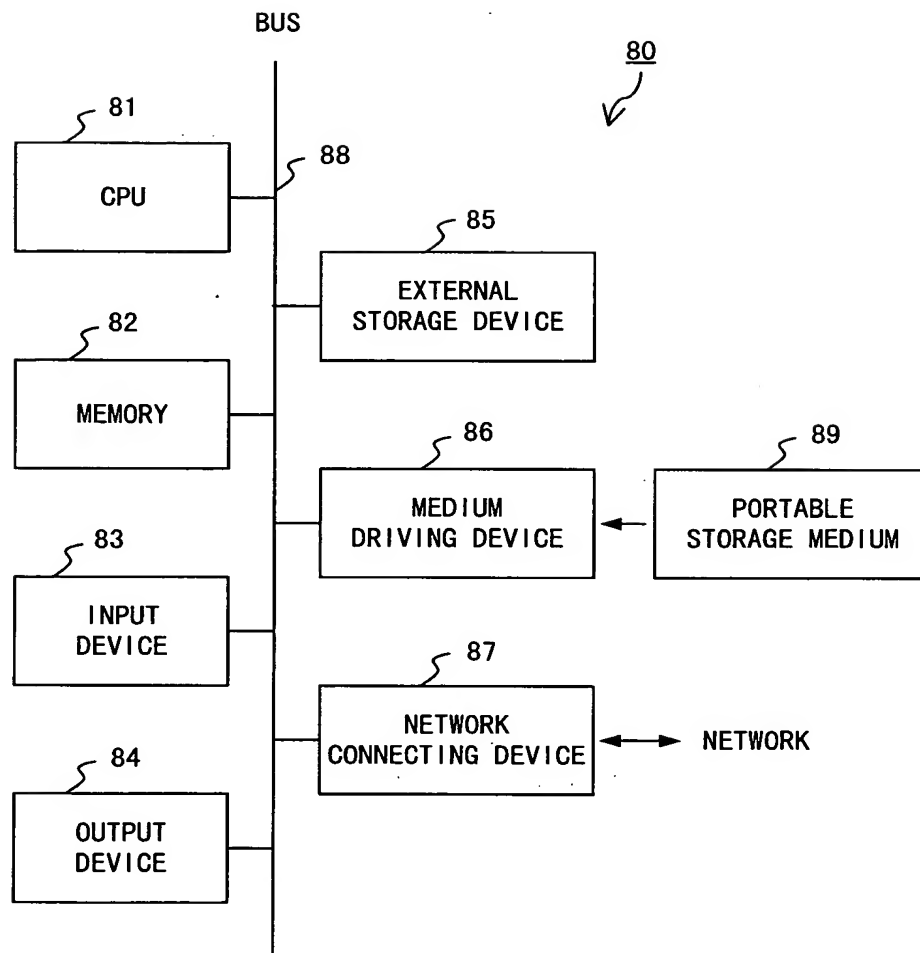 BUS
80
81
CPU
88
85
EXTERNAL
STORAGE DEVICE
82
MEMORY
86
MEDIUM
DRIVING DEVICE
89
PORTABLE
STORAGE MEDIUM
83
INPUT
DEVICE
87
NETWORK
CONNECTING DEVICE
NETWORK
84
OUTPUT
DEVICE